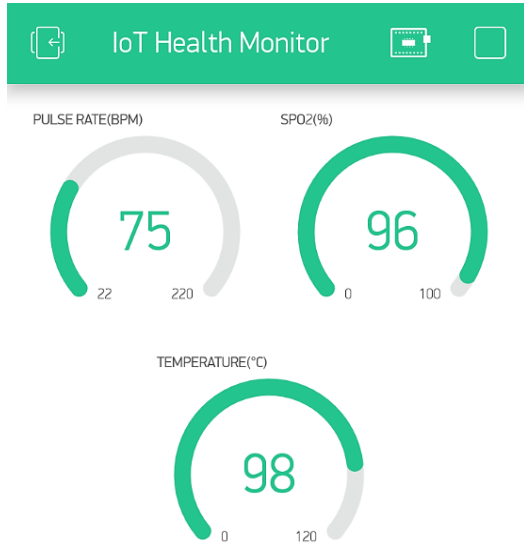 IoT Health Monitor
PULSE RATE(BPM)
75
22 220
SPO2(%)
96
0 100
TEMPERATURE(°C)
98
0 120